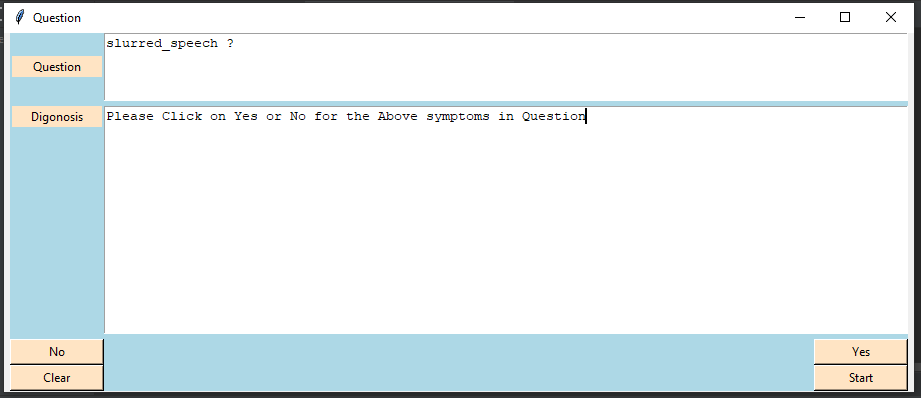 Question
slurred_speech ?
Question
Digonosis
Please Click on Yes or No for the Above symptoms in Question
No
Yes
Clear
Start